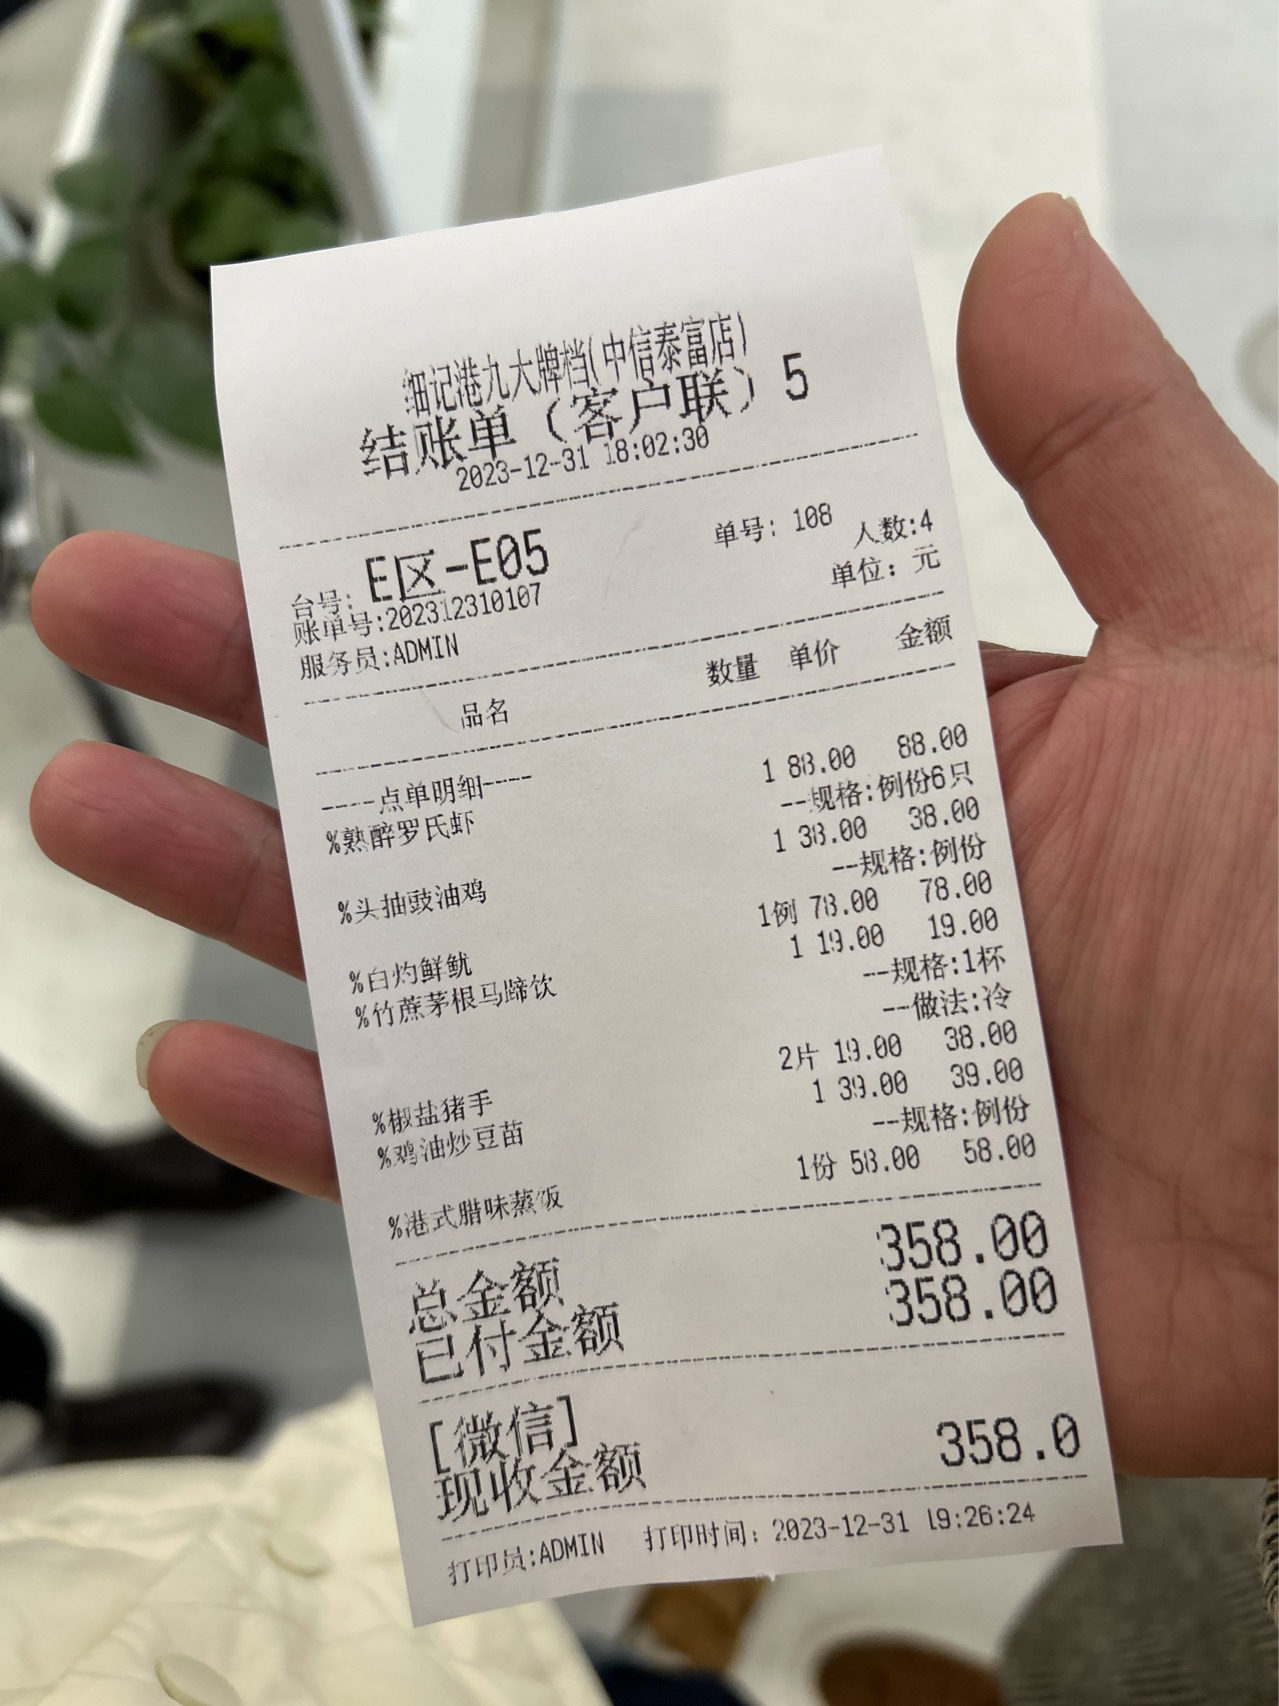 细记港九大牌档(中信泰富店)
结账单（客户联）5
2023-12-31 18:02:30
台号: E区-E05 单号: 108
账单号:202312310107 人数:4
服务员:ADMIN 单位: 元
品名 数量 单价 金额
----点单明细----
%熟醉罗氏虾 1 88.00 88.00
--规格:例份6只
%头抽豉油鸡 1 38.00 38.00
--规格:例份
%白灼鲜鱿 1例 78.00 78.00
%竹蔗茅根马蹄饮 1 19.00 19.00
--规格:1杯
--做法:冷
%椒盐猪手 2片 19.00 38.00
%鸡油炒豆苗 1 39.00 39.00
--规格:例份
%港式腊味蒸饭 1份 58.00 58.00
总金额 358.00
已付金额 358.00
[微信]
现收金额 358.0
打印员:ADMIN 打印时间: 2023-12-31 19:26:24